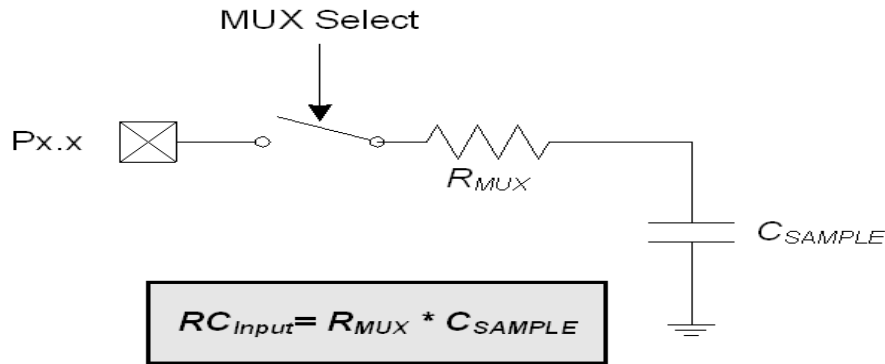 MUX Select
Px.x
RMUX
CSAMPLE
RCInput= RMUX * CSAMPLE